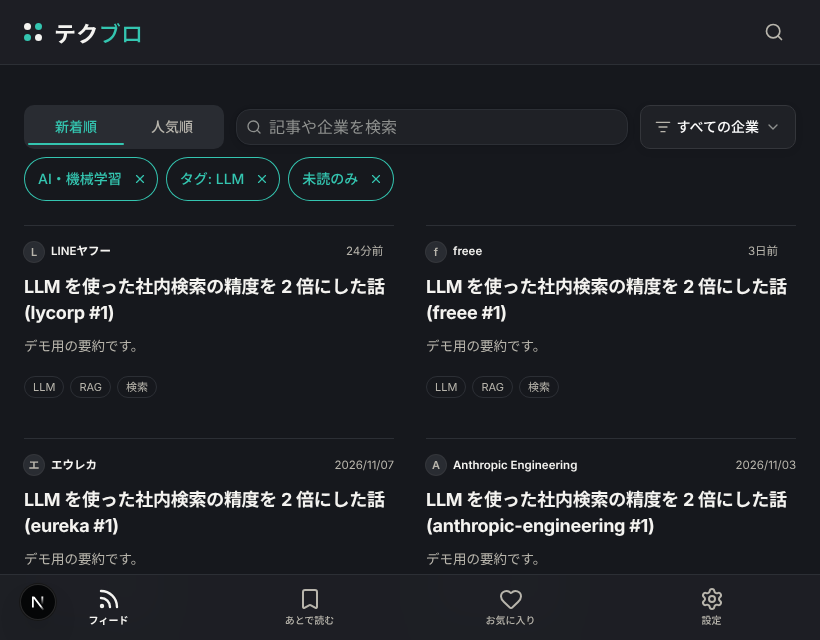 テクブロ
新着順
人気順
記事や企業を検索
すべての企業
AI・機械学習 ×
タグ: LLM ×
未読のみ ×
L LINEヤフー 24分前
LLM を使った社内検索の精度を 2 倍にした話
(lycorp #1)
デモ用の要約です。
LLM RAG 検索
f freee 3日前
LLM を使った社内検索の精度を 2 倍にした話
(freee #1)
デモ用の要約です。
LLM RAG 検索
エ エウレカ 2026/11/07
LLM を使った社内検索の精度を 2 倍にした話
(eureka #1)
デモ用の要約です。
A Anthropic Engineering 2026/11/03
LLM を使った社内検索の精度を 2 倍にした話
(anthropic-engineering #1)
デモ用の要約です。
N
フィード
あとで読む
お気に入り
設定